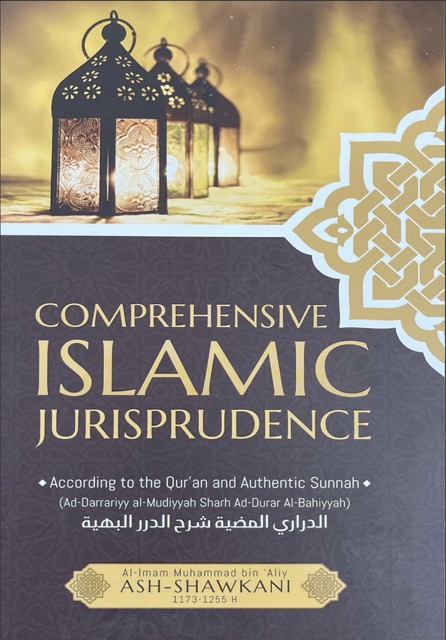 COMPREHENSIVE
ISLAMIC
JURISPRUDENCE
◆ According to the Qur'an and Authentic Sunnah ◆
(Ad-Darrariyy al-Mudiyyah Sharh Ad-Durar Al-Bahiyyah)
الدراري المضية شرح الدرر البهية
Al-Imam Muhammad bin 'Aliy
ASH-SHAWKANI
1173-1255 H